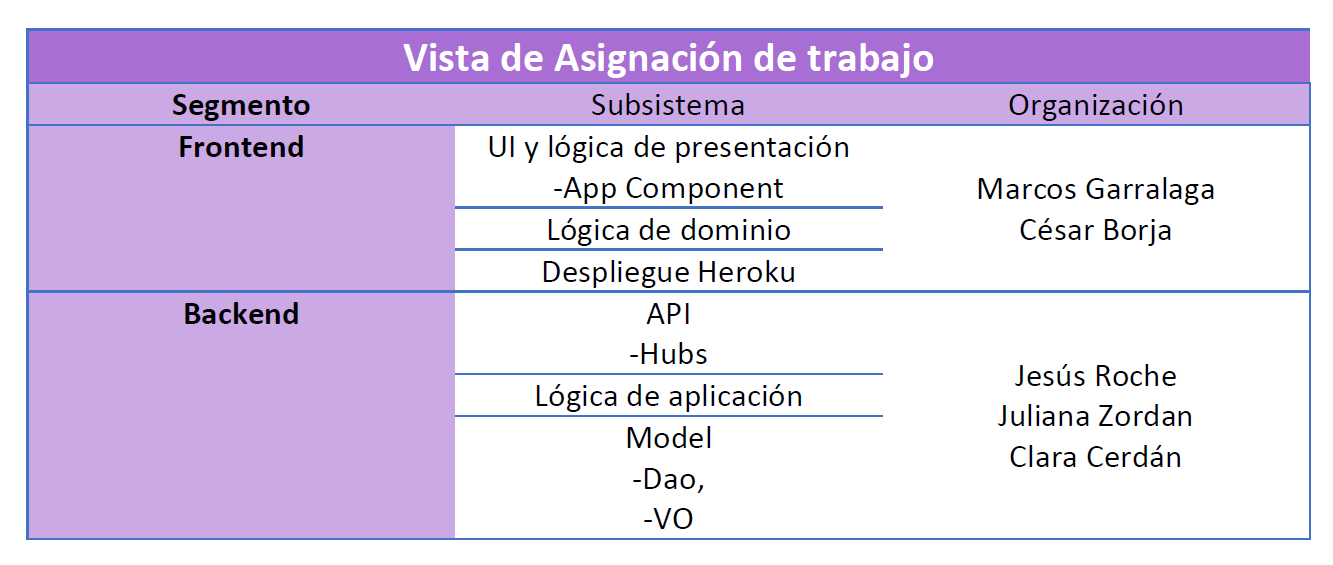 Vista de Asignación de trabajo
Segmento Subsistema Organización
Frontend
UI y lógica de presentación
-App Component
Lógica de dominio
Despliegue Heroku
Marcos Garralaga
César Borja
Backend
API
-Hubs
Lógica de aplicación
Model
-Dao,
-VO
Jesús Roche
Juliana Zordan
Clara Cerdán